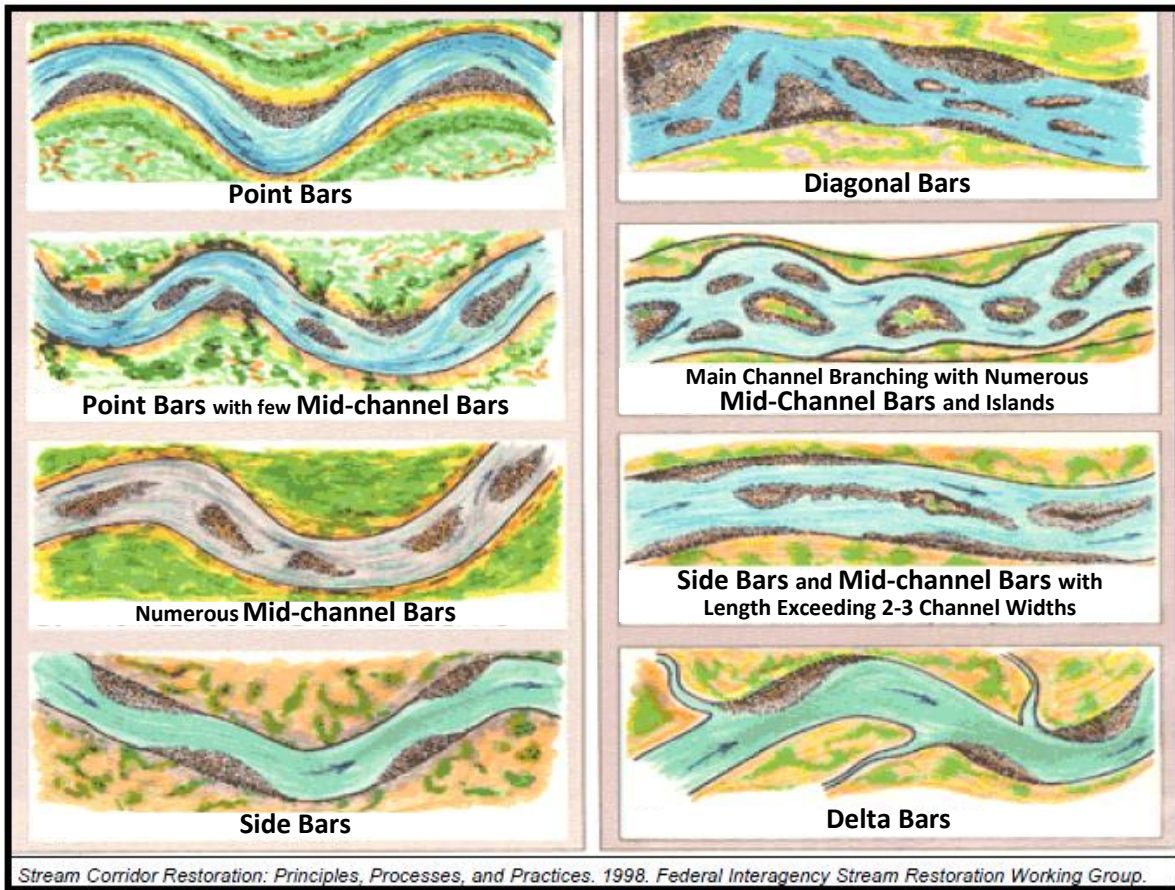 Point Bars
Diagonal Bars
Point Bars with few Mid-channel Bars
Main Channel Branching with Numerous
Mid-Channel Bars and Islands
Numerous Mid-channel Bars
Side Bars and Mid-channel Bars with
Length Exceeding 2-3 Channel Widths
Side Bars
Delta Bars
Stream Corridor Restoration: Principles, Processes, and Practices. 1998. Federal Interagency Stream Restoration Working Group.